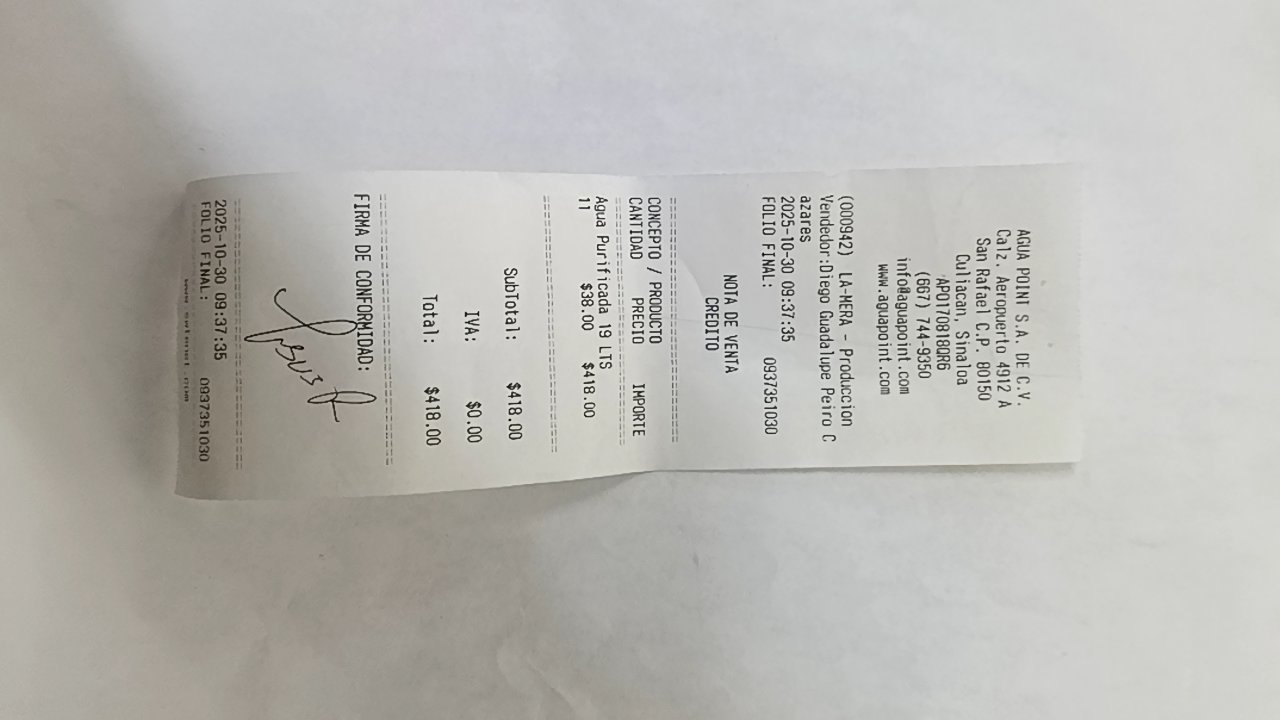 AGUA POINT S.A. DE C.V.
Calz. Aeropuerto 4912 A
San Rafael C.P. 80150
Culiacan, Sinaloa
APO170818QR6
(667) 744-9350
info@aguapoint.com
www.aguapoint.com
(000942) LA-MERA - Produccion
Vendedor:Diego Guadalupe Peiro C
azares
2025-10-30 09:37:35
FOLIO FINAL: 0937351030
NOTA DE VENTA
CREDITO
CONCEPTO / PRODUCTO
CANTIDAD PRECIO IMPORTE
Agua Purificada 19 LTS
11 $38.00 $418.00
SubTotal: $418.00
IVA: $0.00
Total: $418.00
FIRMA DE CONFORMIDAD:
2025-10-30 09:37:35
FOLIO FINAL: 0937351030